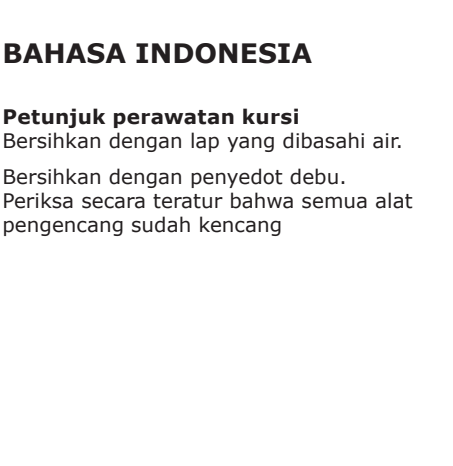 BAHASA INDONESIA
Petunjuk perawatan kursi
Bersihkan dengan lap yang dibasahi air.
Bersihkan dengan penyedot debu.
Periksa secara teratur bahwa semua alat
pengencang sudah kencang